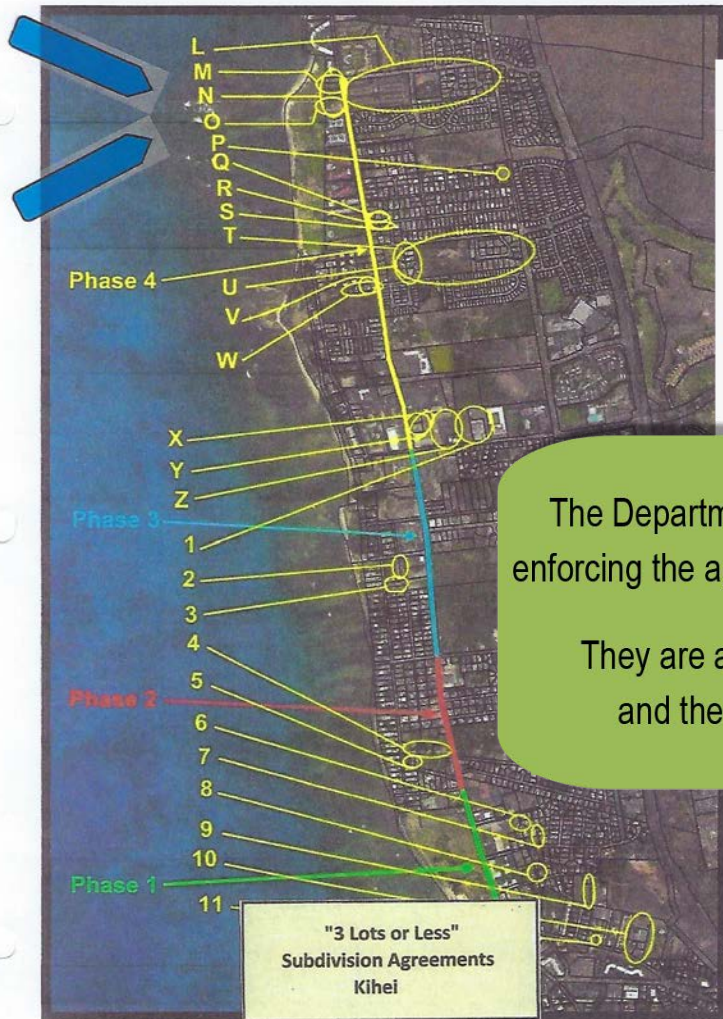 L
M
N
O
P
Q
R
S
T
Phase 4
U
V
W
X
Y
Z
Phase 3
1
2
3
4
5
Phase 2
6
7
8
9
10
Phase 1
11
"3 Lots or Less"
Subdivision Agreements
Kihei
The Departm
enforcing the a
They are a
and the